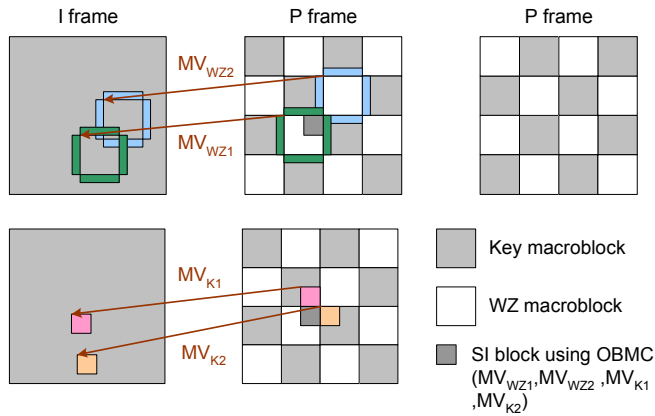 I frame
P frame
P frame
MV_WZ2
MV_WZ1
MV_K1
MV_K2
Key macroblock
WZ macroblock
SI block using OBMC
(MV_WZ1,MV_WZ2 ,MV_K1
,MV_K2)